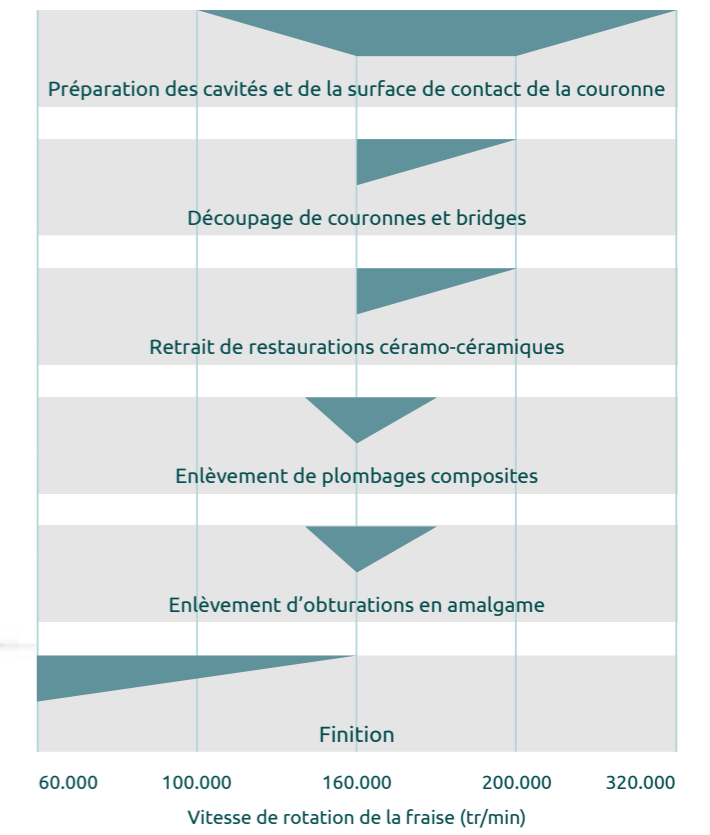 Préparation des cavités et de la surface de contact de la couronne
Découpage de couronnes et bridges
Retrait de restaurations céramo-céramiques
Enlèvement de plombages composites
Enlèvement d’obturations en amalgame
Finition
60.000 100.000 160.000 200.000 320.000
Vitesse de rotation de la fraise (tr/min)